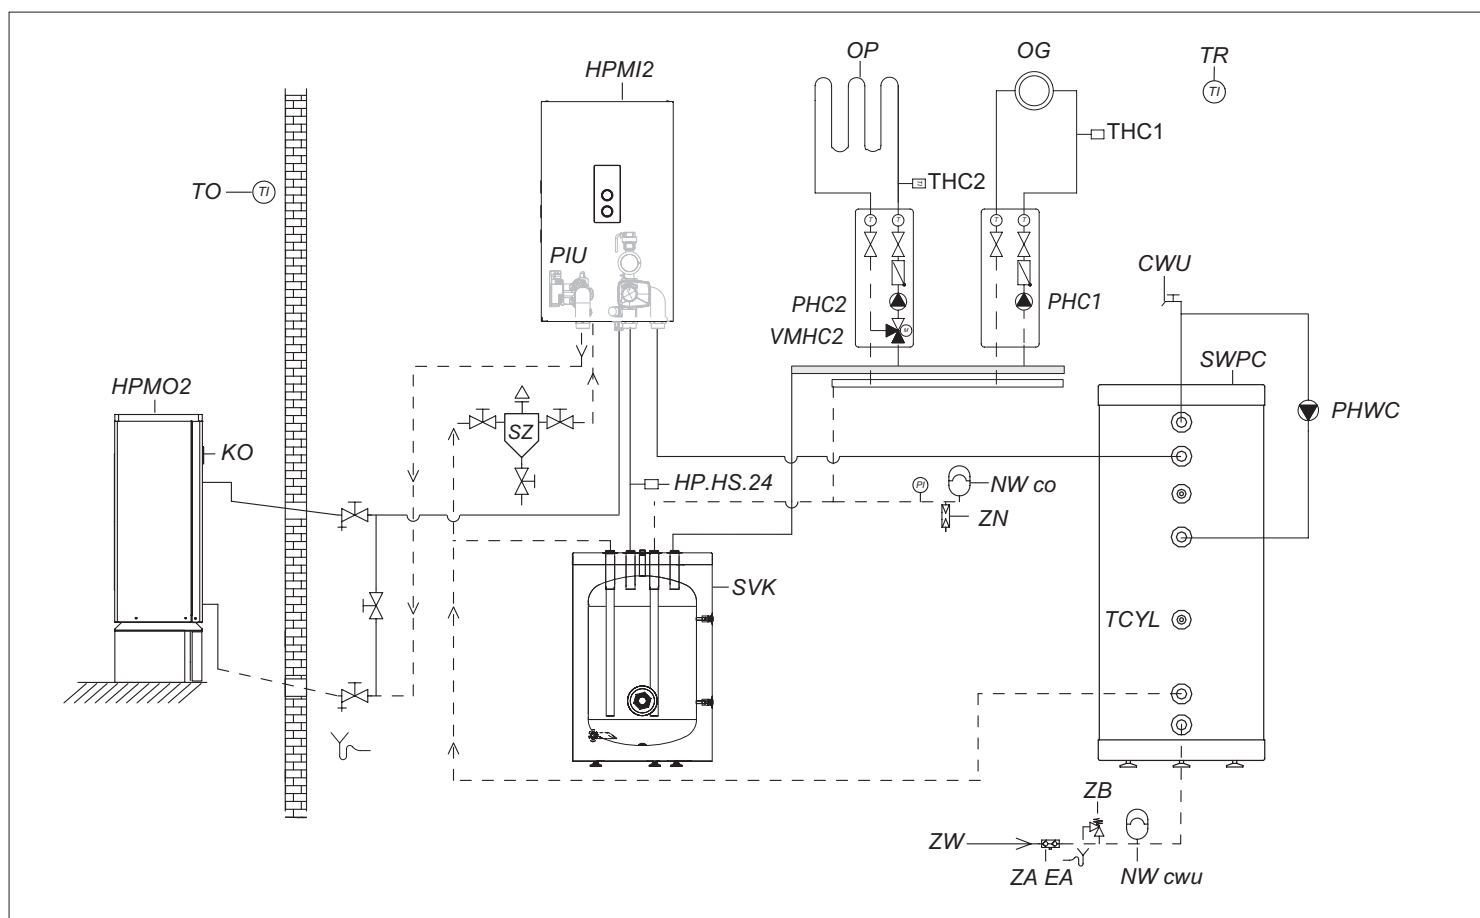 OP
OG
TR
HPMI2
TI
THC1
TO
TI
THC2
TI
T
T
T
T
PIU
CWU
PHC2
PHC1
VMHC2
M
SWPC
HPMO2
PHWC
SZ
KO
HP.HS.24
PI
NW co
ZN
SVK
TCYL
ZB
ZW
ZA EA
NW cwu